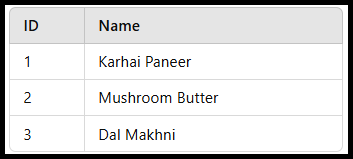 ID Name
1 Karhai Paneer
2 Mushroom Butter
3 Dal Makhni